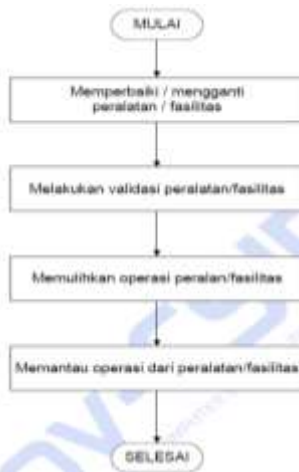 MULAI
Memperbaiki / mengganti
peralatan / fasilitas
Melakukan validasi peralatan/fasilitas
Memulihkan operasi peralan/fasilitas
Memantau operasi dari peralatan/fasilitas
SELESAI